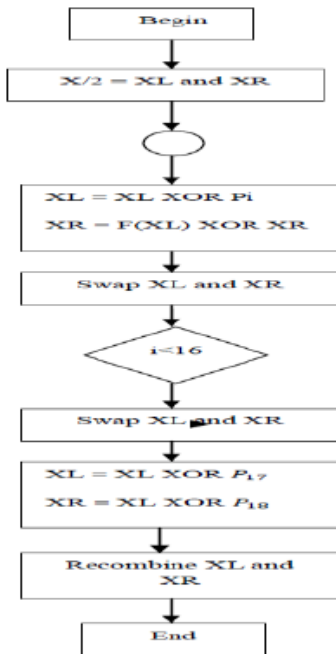 Begin
X/2 = XL and XR
XL = XL XOR Pi
XR = F(XL) XOR XR
Swap XL and XR
i<16
Swap XL and XR
XL = XL XOR P₁₇
XR = XL XOR P₁₈
Recombine XL and
XR
End